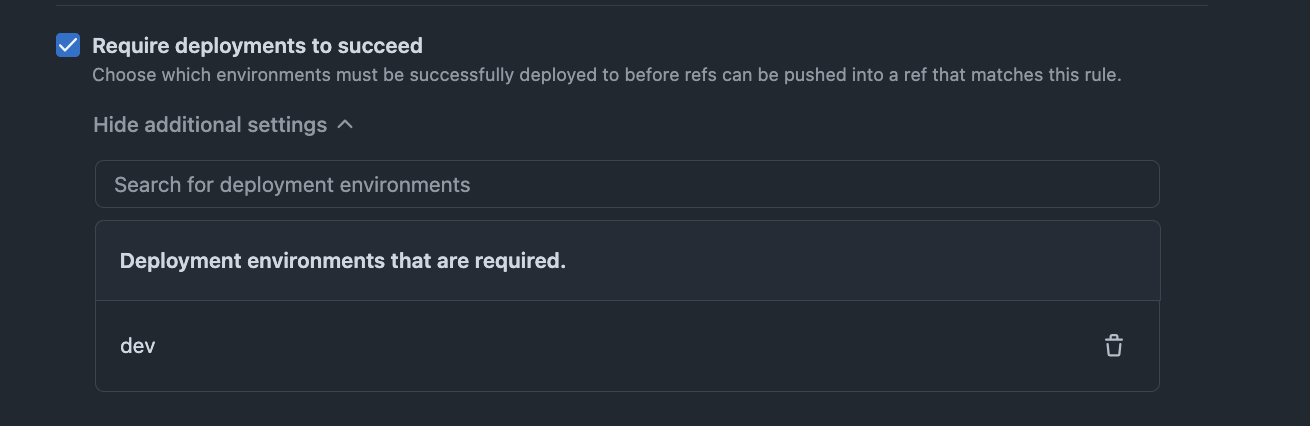 Require deployments to succeed
Choose which environments must be successfully deployed to before refs can be pushed into a ref that matches this rule.
Hide additional settings
Search for deployment environments
Deployment environments that are required.
dev